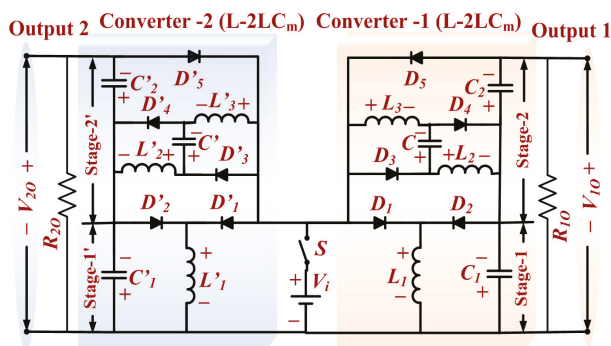 Output 2
Converter -2 (L-2LCm)
Converter -1 (L-2LCm)
Output 1
D'5
D5
C'2
C2
D'4
D4
– L'3 +
+ L3 –
C'
C
– L'2 +
+ L2 –
D'3
D3
Stage-2'
Stage-2
– V2O +
– V1O +
R2O
R1O
D'2
D'1
D1
D2
S
+ Vi –
+ L'1 –
+ L1 –
– C'1 +
– C1 +
Stage-1'
Stage-1